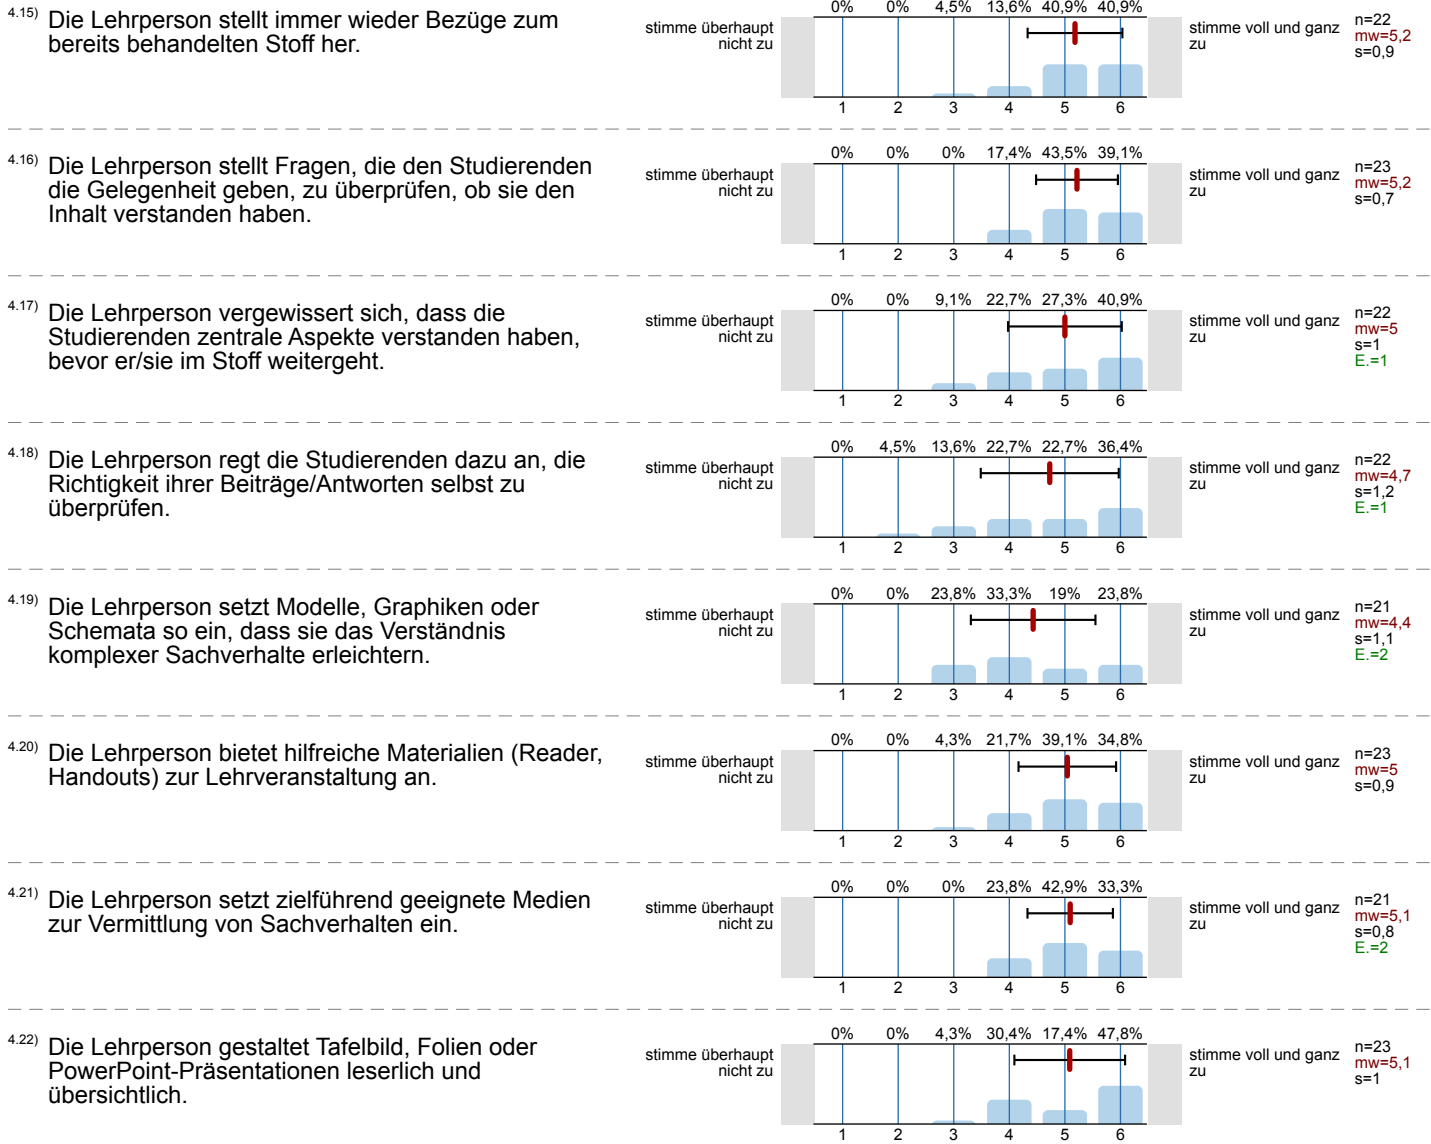 4.15) Die Lehrperson stellt immer wieder Bezüge zum
bereits behandelten Stoff her.
stimme überhaupt
nicht zu
0% 0% 4,5% 13,6% 40,9% 40,9%
1 2 3 4 5 6
stimme voll und ganz
zu
n=22
mw=5,2
s=0,9
4.16) Die Lehrperson stellt Fragen, die den Studierenden
die Gelegenheit geben, zu überprüfen, ob sie den
Inhalt verstanden haben.
stimme überhaupt
nicht zu
0% 0% 0% 17,4% 43,5% 39,1%
1 2 3 4 5 6
stimme voll und ganz
zu
n=23
mw=5,2
s=0,7
4.17) Die Lehrperson vergewissert sich, dass die
Studierenden zentrale Aspekte verstanden haben,
bevor er/sie im Stoff weitergeht.
stimme überhaupt
nicht zu
0% 0% 9,1% 22,7% 27,3% 40,9%
1 2 3 4 5 6
stimme voll und ganz
zu
n=22
mw=5
s=1
E.=1
4.18) Die Lehrperson regt die Studierenden dazu an, die
Richtigkeit ihrer Beiträge/Antworten selbst zu
überprüfen.
stimme überhaupt
nicht zu
0% 4,5% 13,6% 22,7% 22,7% 36,4%
1 2 3 4 5 6
stimme voll und ganz
zu
n=22
mw=4,7
s=1,2
E.=1
4.19) Die Lehrperson setzt Modelle, Graphiken oder
Schemata so ein, dass sie das Verständnis
komplexer Sachverhalte erleichtern.
stimme überhaupt
nicht zu
0% 0% 23,8% 33,3% 19% 23,8%
1 2 3 4 5 6
stimme voll und ganz
zu
n=21
mw=4,4
s=1,1
E.=2
4.20) Die Lehrperson bietet hilfreiche Materialien (Reader,
Handouts) zur Lehrveranstaltung an.
stimme überhaupt
nicht zu
0% 0% 4,3% 21,7% 39,1% 34,8%
1 2 3 4 5 6
stimme voll und ganz
zu
n=23
mw=5
s=0,9
4.21) Die Lehrperson setzt zielführend geeignete Medien
zur Vermittlung von Sachverhalten ein.
stimme überhaupt
nicht zu
0% 0% 0% 23,8% 42,9% 33,3%
1 2 3 4 5 6
stimme voll und ganz
zu
n=21
mw=5,1
s=0,8
E.=2
4.22) Die Lehrperson gestaltet Tafelbild, Folien oder
PowerPoint-Präsentationen leserlich und
übersichtlich.
stimme überhaupt
nicht zu
0% 0% 4,3% 30,4% 17,4% 47,8%
1 2 3 4 5 6
stimme voll und ganz
zu
n=23
mw=5,1
s=1